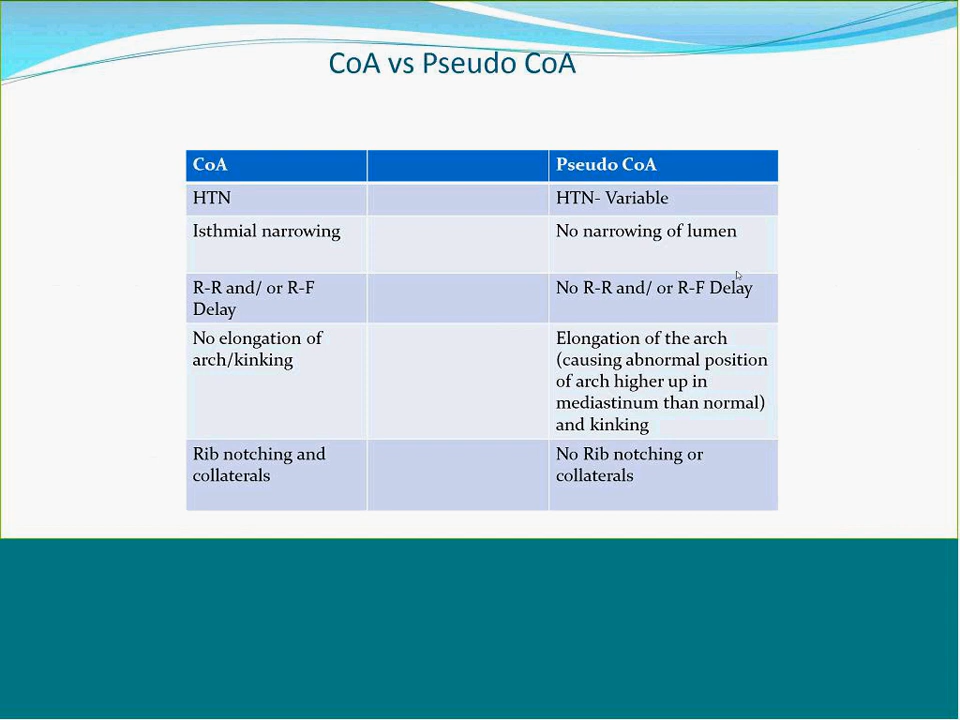 CoA vs Pseudo CoA
CoA
Pseudo CoA
HTN
HTN- Variable
Isthmial narrowing
No narrowing of lumen
R-R and/ or R-F
Delay
No R-R and/ or R-F Delay
No elongation of
arch/kinking
Elongation of the arch
(causing abnormal position
of arch higher up in
mediastinum than normal)
and kinking
Rib notching and
collaterals
No Rib notching or
collaterals